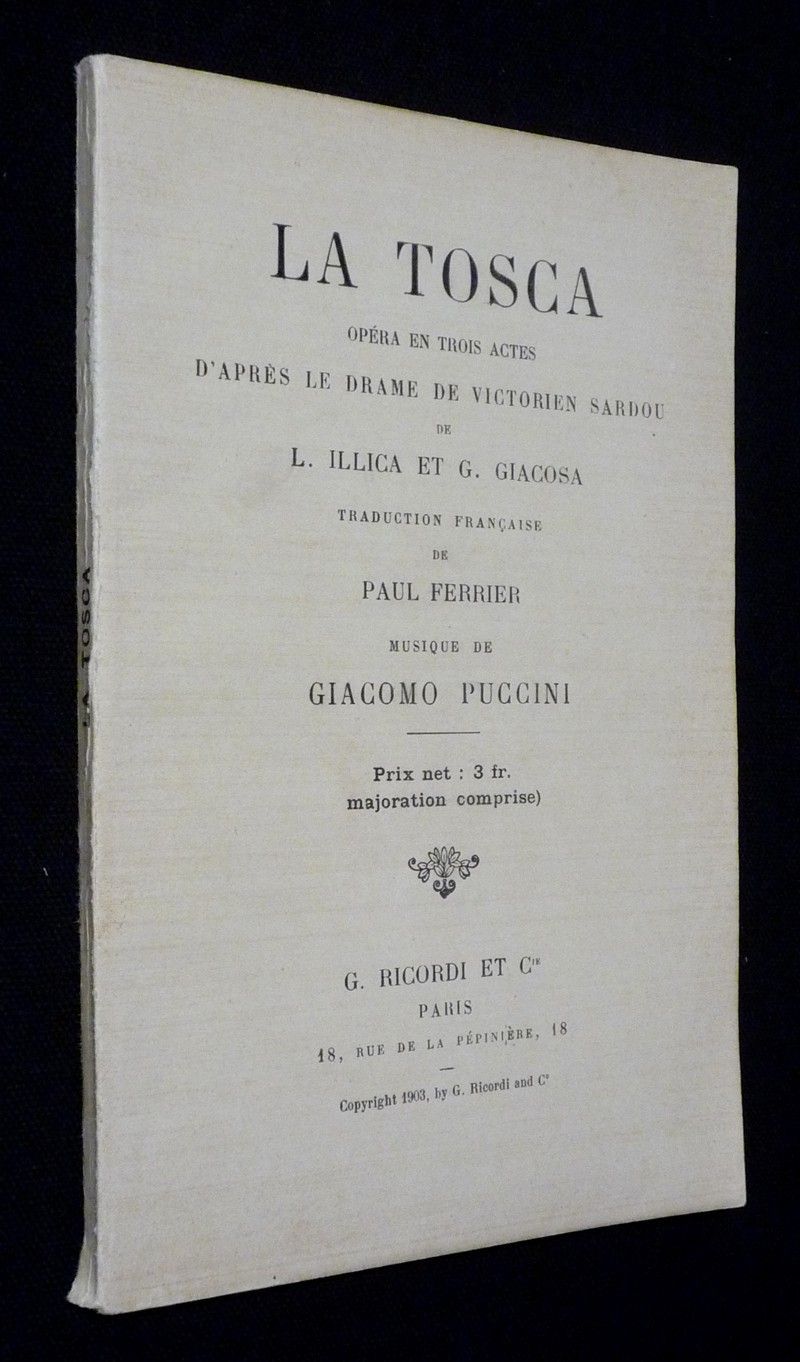 LA TOSCA
OPÉRA EN TROIS ACTES
D'APRÈS LE DRAME DE VICTORIEN SARDOU
DE
L. ILLICA ET G. GIACOSA
TRADUCTION FRANÇAISE
DE
PAUL FERRIER
MUSIQUE DE
GIACOMO PUCCINI
Prix net : 3 fr.
majoration comprise)
G. RICORDI ET Cie
PARIS
18, RUE DE LA PÉPINIÈRE, 18
Copyright 1903, by G. Ricordi and Co
LA TOSCA